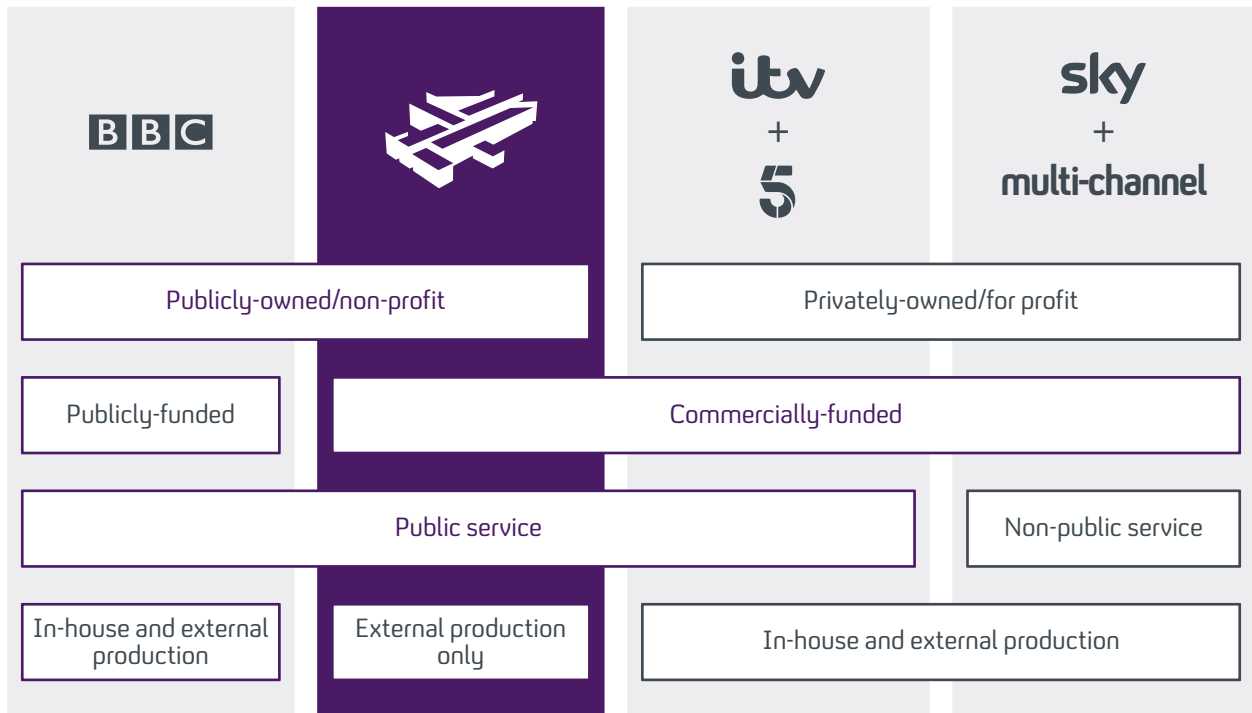 BBC
itv
+
5
sky
+
multi-channel
Publicly-owned/non-profit
Privately-owned/for profit
Publicly-funded
Commercially-funded
Public service
Non-public service
In-house and external
production
External production
only
In-house and external production